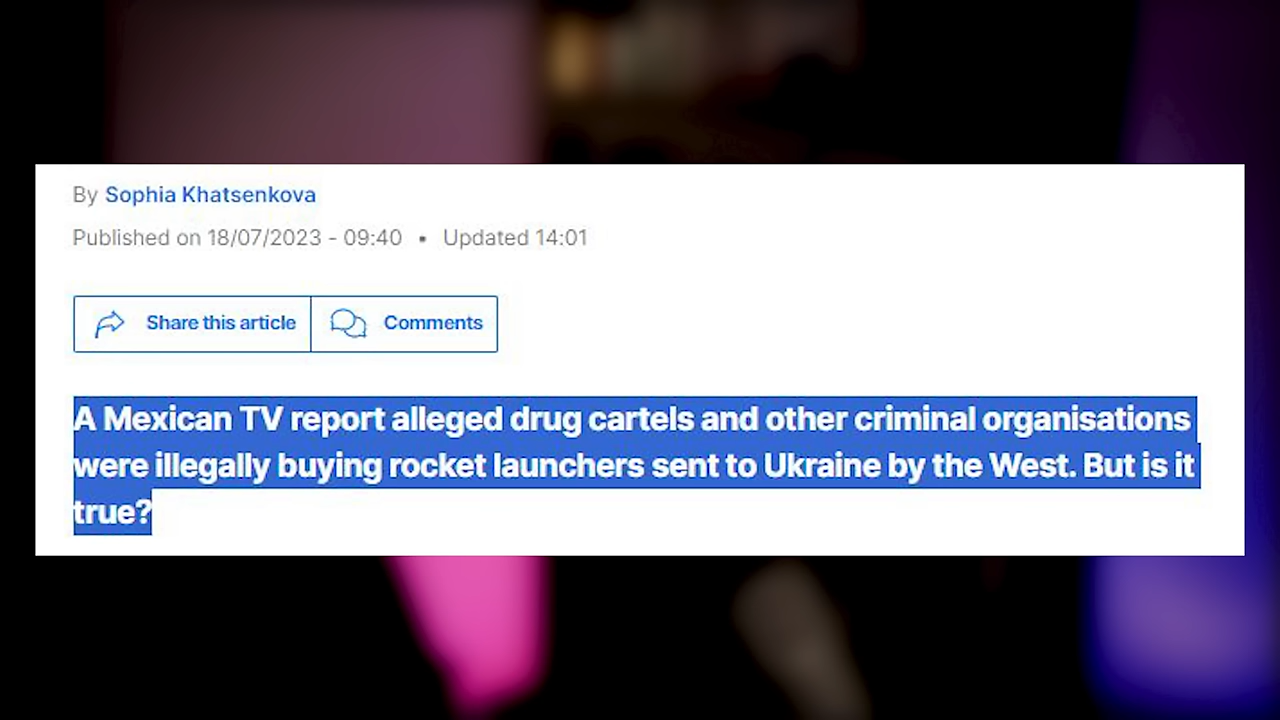 By Sophia Khatsenkova
Published on 18/07/2023 - 09:40 • Updated 14:01
Share this article
Comments
A Mexican TV report alleged drug cartels and other criminal organisations
were illegally buying rocket launchers sent to Ukraine by the West. But is it
true?